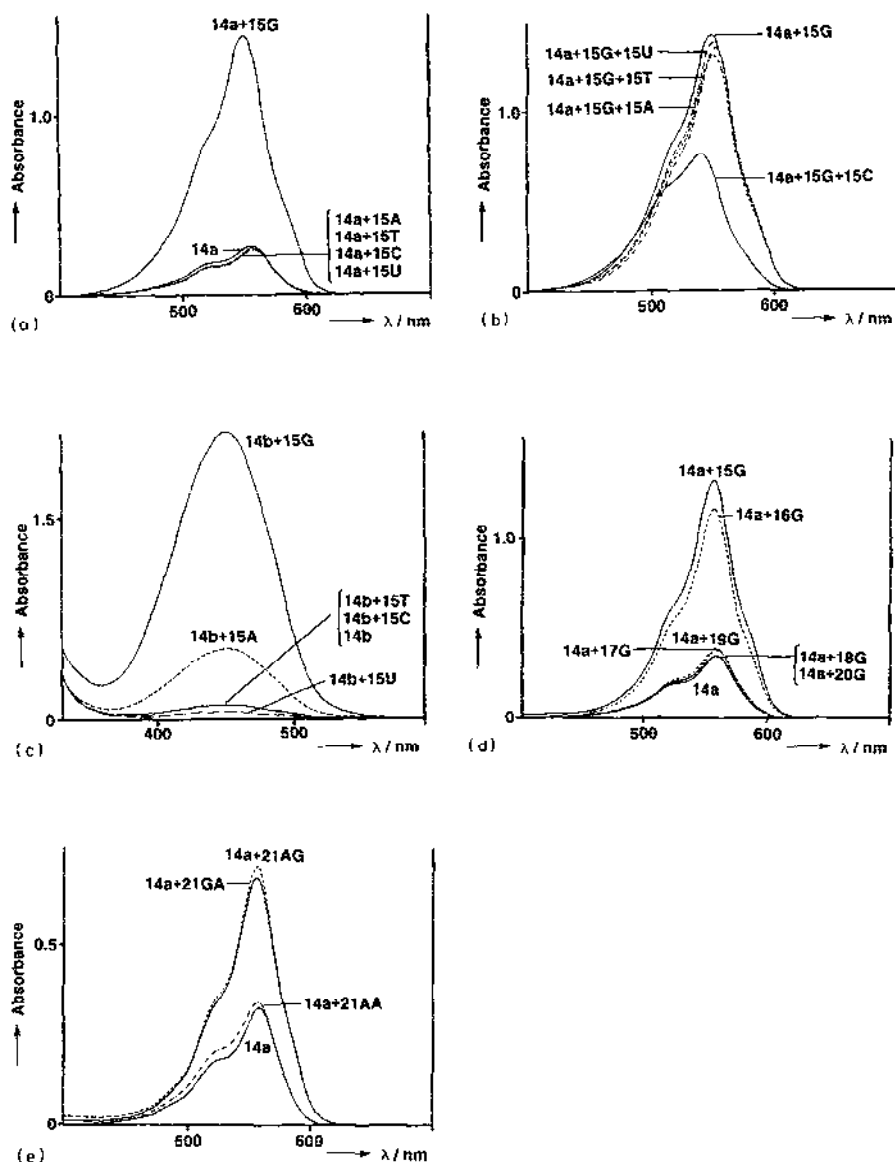 14a+15G
Absorbance
1.0
14a
14a+15A
14a+15T
14a+15C
14a+15U
0
500
600
λ / nm
(a)
14a+15G
14a+15G+15U
14a+15G+15T
14a+15G+15A
Absorbance
1.0
14a+15G+15C
0
500
600
λ / nm
(b)
14b+15G
Absorbance
1.5
14b+15A
14b+15T
14b+15C
14b
14b+15U
0
400
500
λ / nm
(c)
14a+15G
14a+16G
Absorbance
1.0
14a+17G
14a+19G
14a+18G
14a+20G
14a
0
500
600
λ / nm
(d)
14a+21AG
14a+21GA
Absorbance
0.5
14a+21AA
14a
0
500
600
λ / nm
(e)